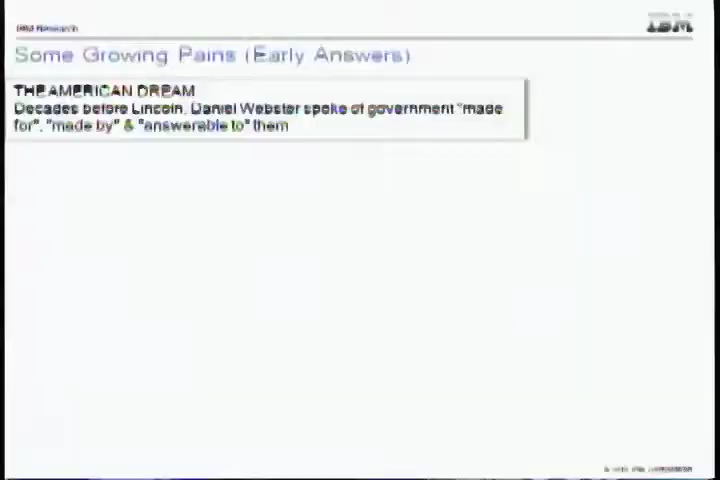 IBM Research
IBM
Some Growing Pains (Early Answers)
THE AMERICAN DREAM
Decades before Lincoln, Daniel Webster spoke of government "made
for", "made by" & "answerable to" them